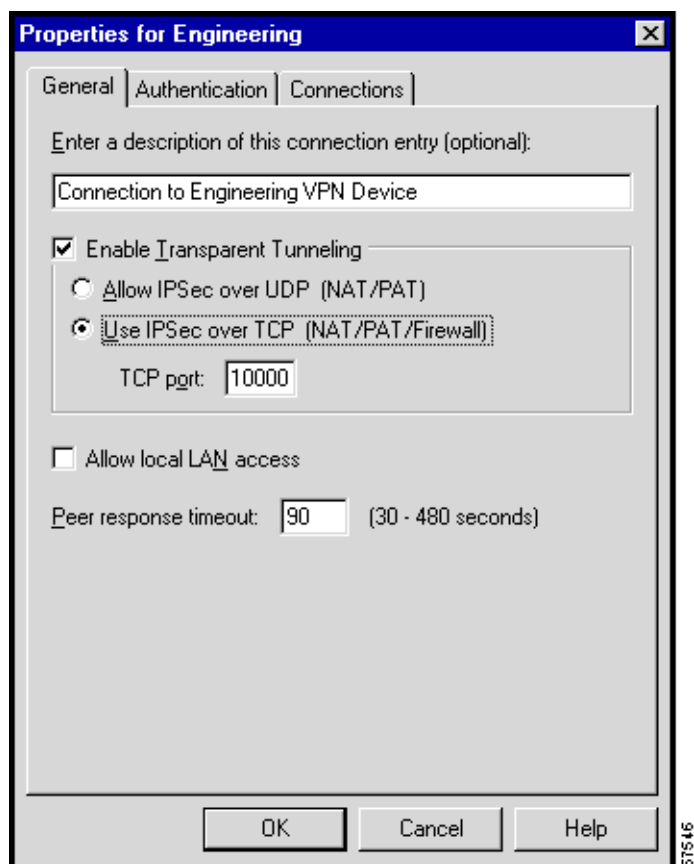 Properties for Engineering
General Authentication Connections
Enter a description of this connection entry (optional):
Connection to Engineering VPN Device
Enable Transparent Tunneling
Allow IPSec over UDP (NAT/PAT)
Use IPSec over TCP (NAT/PAT/Firewall)
TCP port: 10000
Allow local LAN access
Peer response timeout: 90 (30 - 480 seconds)
OK Cancel Help